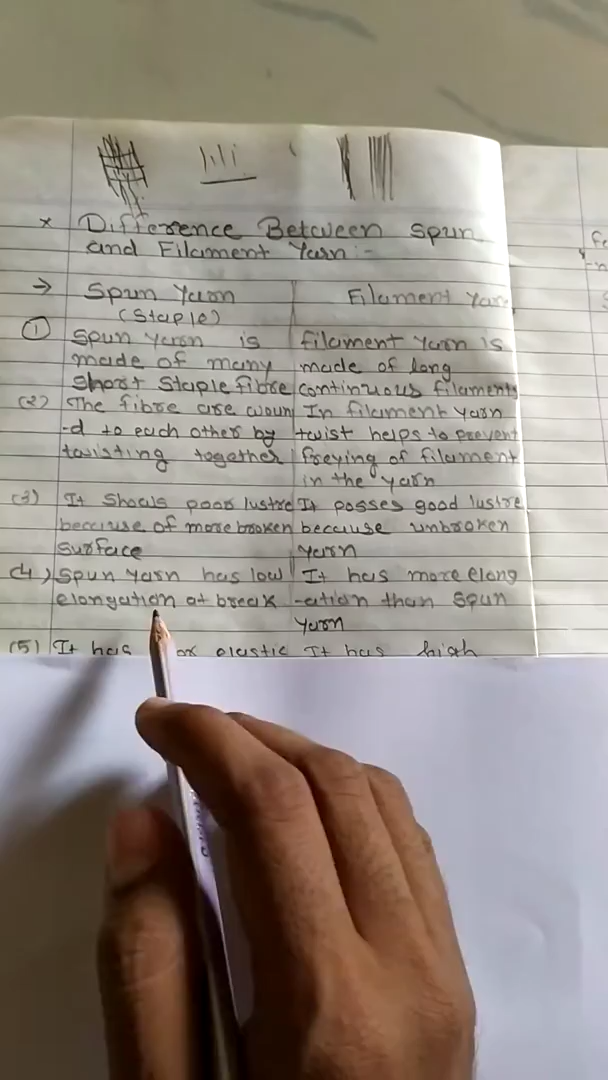 x Difference Between Spun
and Filament Yarn :-
→ Spun Yarn
(Staple)
Filament Yarn
① Spun yarn is
made of many
short staple fibre
filament yarn is
made of long
continuous filaments
(2) The fibre are woun
-d to each other by
twisting together
In filament yarn
twist helps to prevent
freying of filament
in the yarn
(3) It shows poor lustre
because of more broken
surface
It posses good lustre
because unbroken
yarn
(4) Spun yarn has low
elongation at break
It has more elong
-ation than spun
yarn
(5) It has elastic
It has high